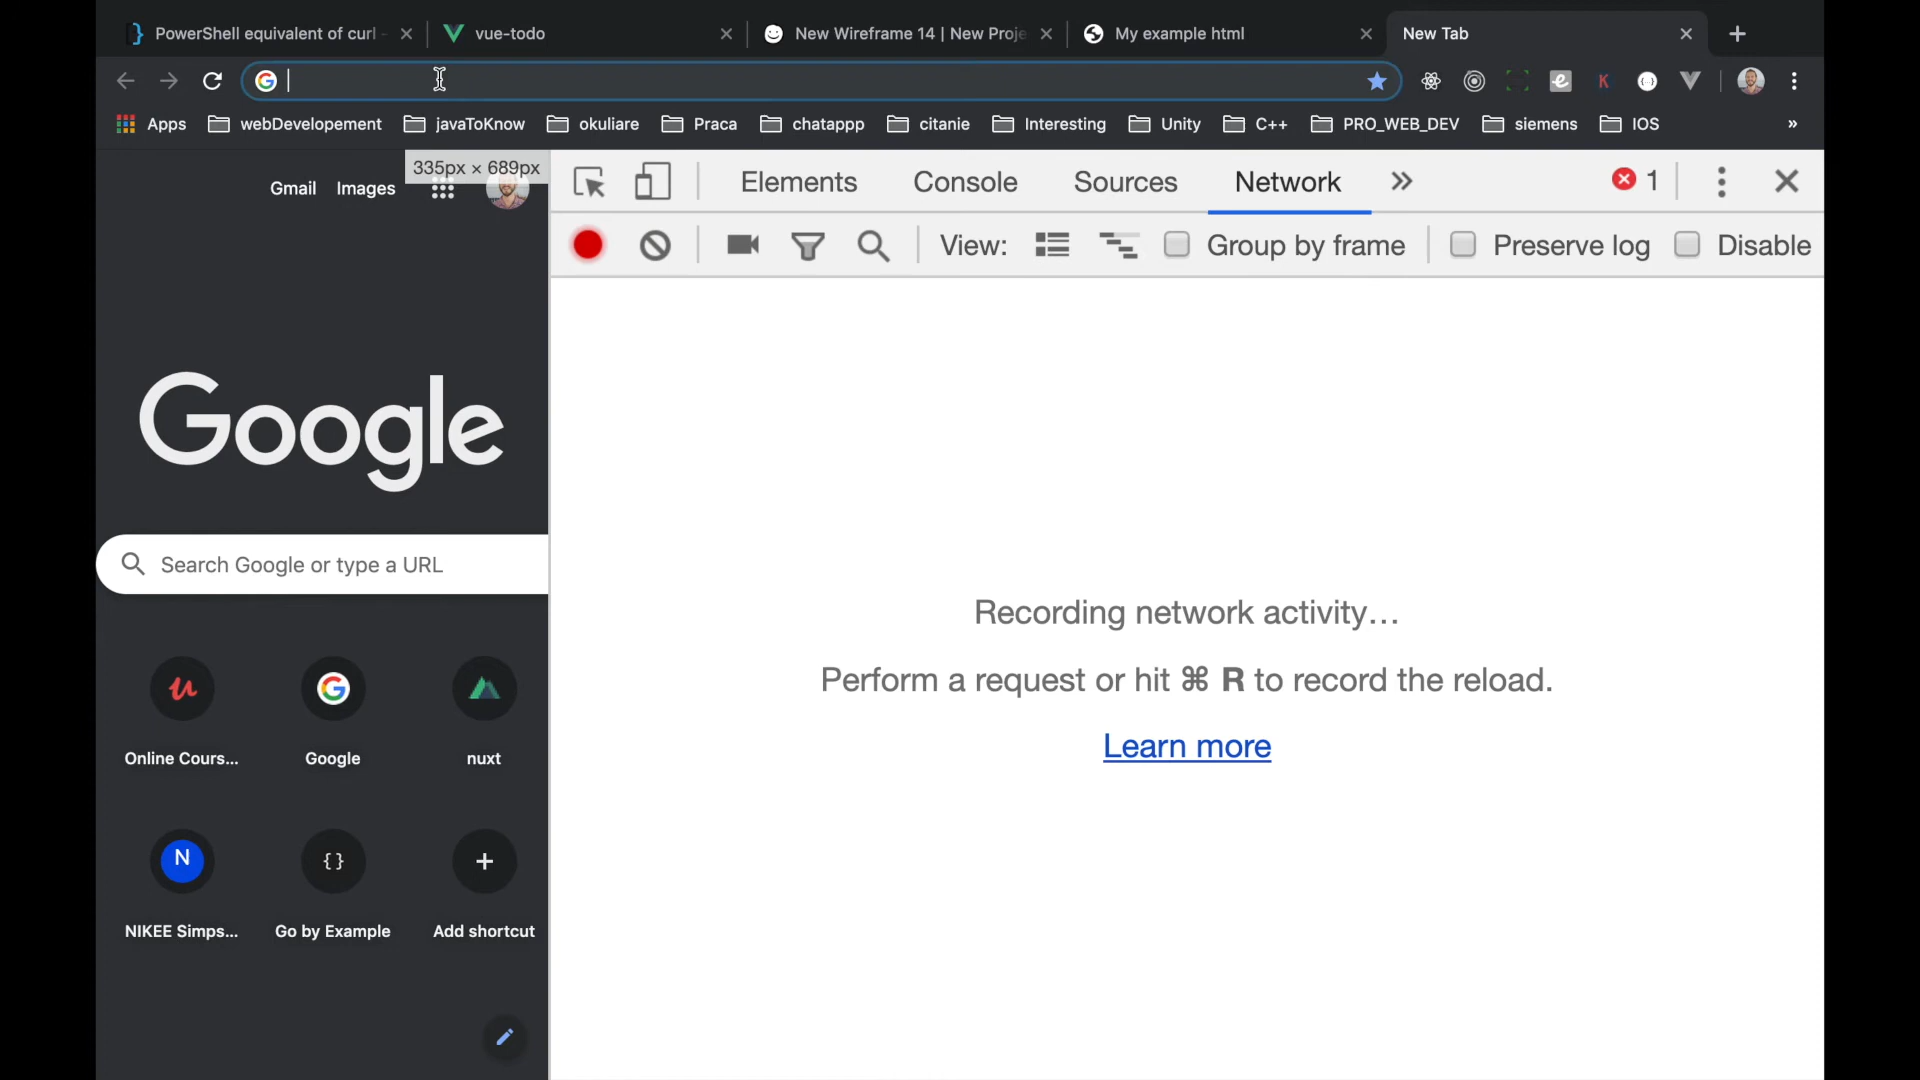 PowerShell equivalent of curl -
vue-todo
New Wireframe 14 | New Proje
My example html
New Tab
Apps webDevelopement javaToKnow okuliare Praca chatappp citanie Interesting Unity C++ PRO_WEB_DEV siemens IOS »
335px × 689px
Gmail Images
Elements Console Sources Network » 1
View: Group by frame Preserve log Disable
Google
Search Google or type a URL
Online Cours...
Google
nuxt
N
{}
NIKEE Simps...
Go by Example
Add shortcut
Recording network activity…
Perform a request or hit ⌘ R to record the reload.
Learn more